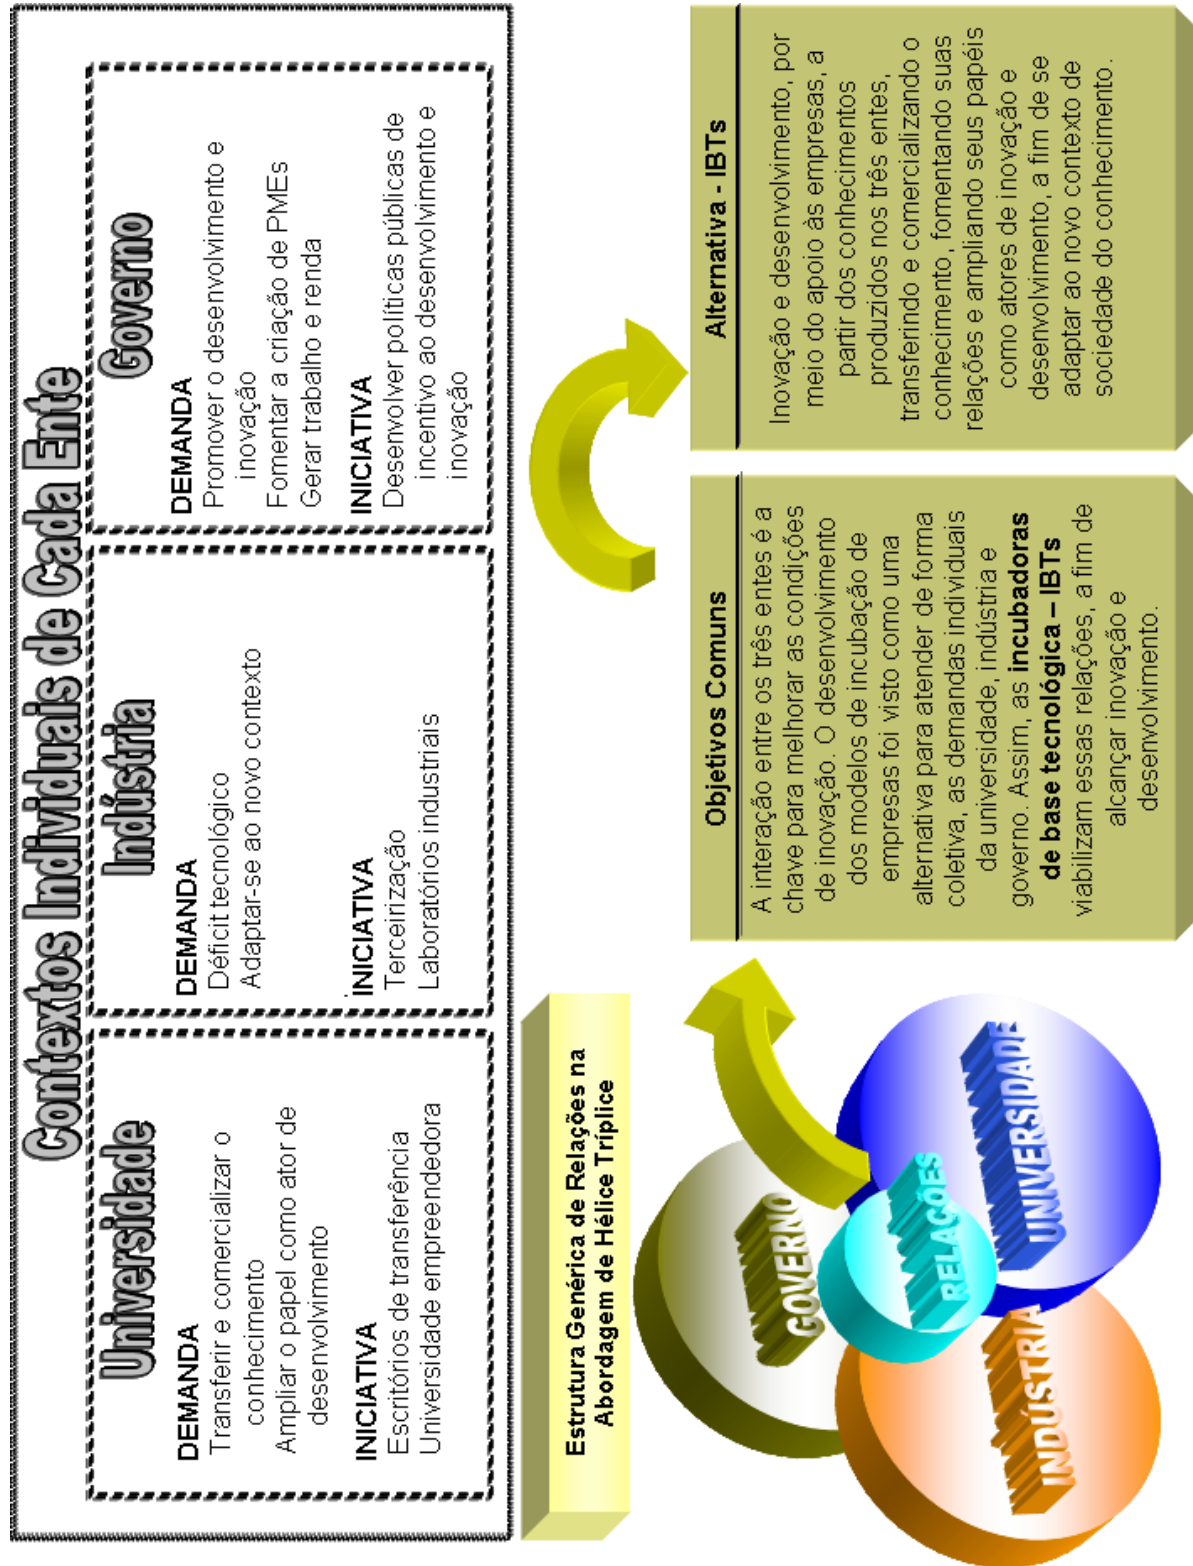 Contextos Individuais de Cada Ente
Universidade
DEMANDA
Transferir e comercializar o
conhecimento
Ampliar o papel como ator de
desenvolvimento
INICIATIVA
Escritórios de transferência
Universidade empreendedora
Indústria
DEMANDA
Déficit tecnológico
Adaptar-se ao novo contexto
INICIATIVA
Terceirização
Laboratórios industriais
Governo
DEMANDA
Promover o desenvolvimento e
inovação
Fomentar a criação de PMEs
Gerar trabalho e renda
INICIATIVA
Desenvolver políticas públicas de
incentivo ao desenvolvimento e
inovação
Estrutura Genérica de Relações na
Abordagem de Hélice Tríplice
GOVERNO
RELAÇÕES
INDÚSTRIA
UNIVERSIDADE
Objetivos Comuns
A interação entre os três entes é a
chave para melhorar as condições
de inovação. O desenvolvimento
dos modelos de incubação de
empresas foi visto como uma
alternativa para atender de forma
coletiva, as demandas individuais
da universidade, indústria e
governo. Assim, as incubadoras
de base tecnológica – IBTs
viabilizam essas relações, a fim de
alcançar inovação e
desenvolvimento.
Alternativa - IBTs
Inovação e desenvolvimento, por
meio do apoio às empresas, a
partir dos conhecimentos
produzidos nos três entes,
transferindo e comercializando o
conhecimento, fomentando suas
relações e ampliando seus papéis
como atores de inovação e
desenvolvimento, a fim de se
adaptar ao novo contexto de
sociedade do conhecimento.